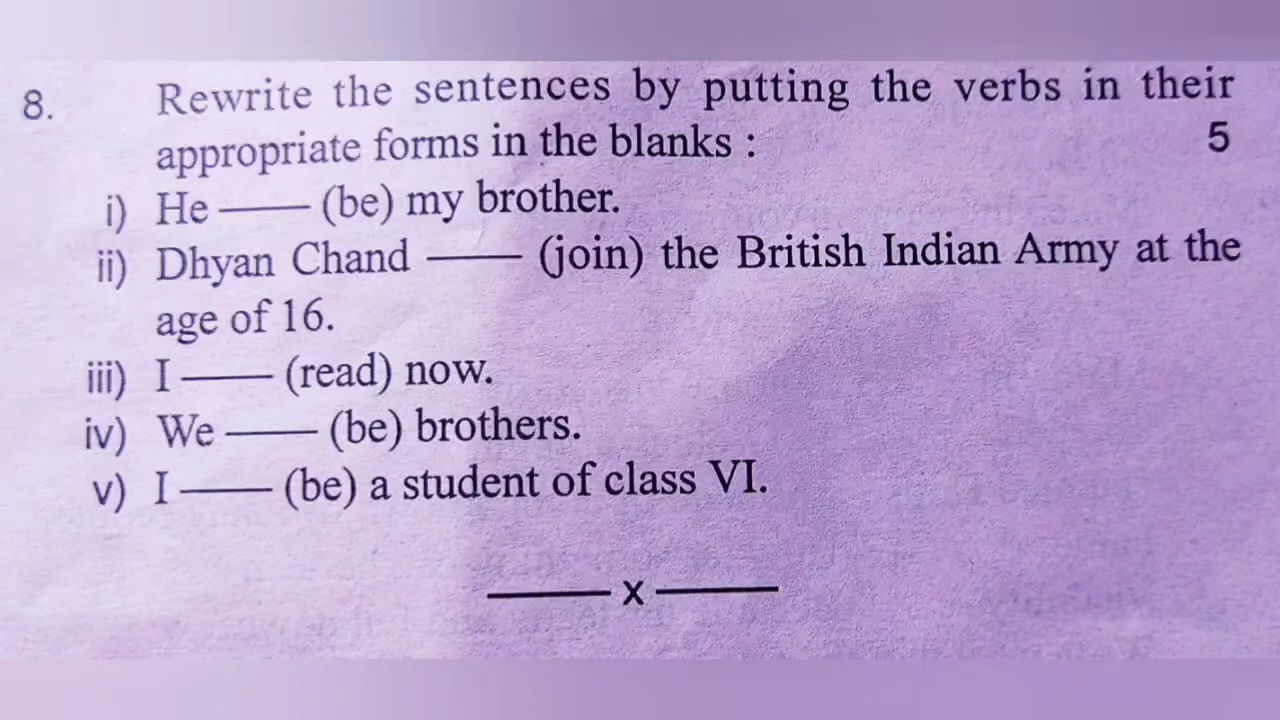 8. Rewrite the sentences by putting the verbs in their
appropriate forms in the blanks : 5
i) He —— (be) my brother.
ii) Dhyan Chand —— (join) the British Indian Army at the
age of 16.
iii) I —— (read) now.
iv) We —— (be) brothers.
v) I —— (be) a student of class VI.
——— x ———